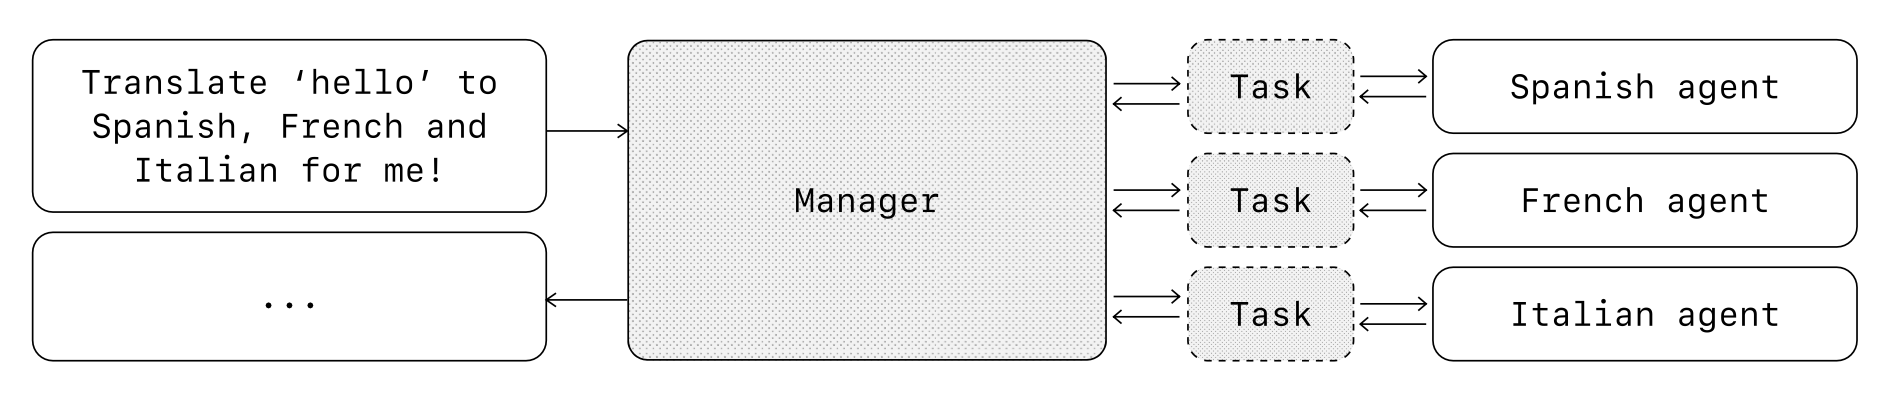 Translate ‘hello’ to
Spanish, French and
Italian for me!
...
Manager
Task
Spanish agent
Task
French agent
Task
Italian agent